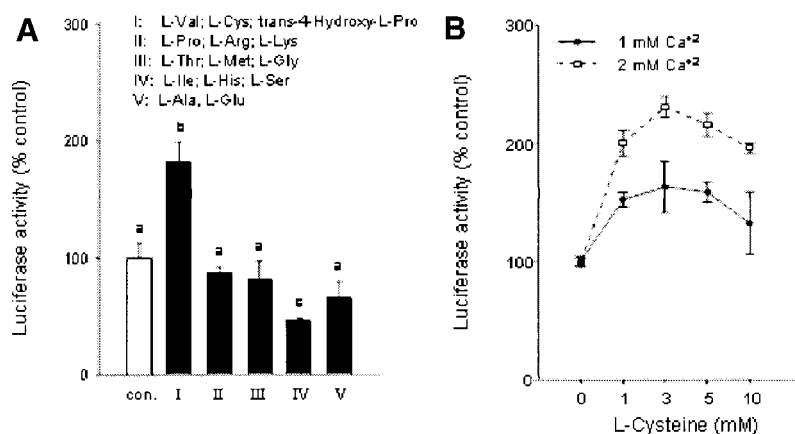 A
I: L-Val; L-Cys; trans-4-Hydroxy-L-Pro
II: L-Pro; L-Arg; L-Lys
III: L-Thr; L-Met; L-Gly
IV: L-Ile; L-His; L-Ser
V: L-Ala, L-Glu
Luciferase activity (% control)
300
200
100
0
a
b
a
a
c
a
con. I II III IV V
B
1 mM Ca+2
2 mM Ca+2
Luciferase activity (% control)
300
200
100
0
0 1 3 5 10
L-Cysteine (mM)